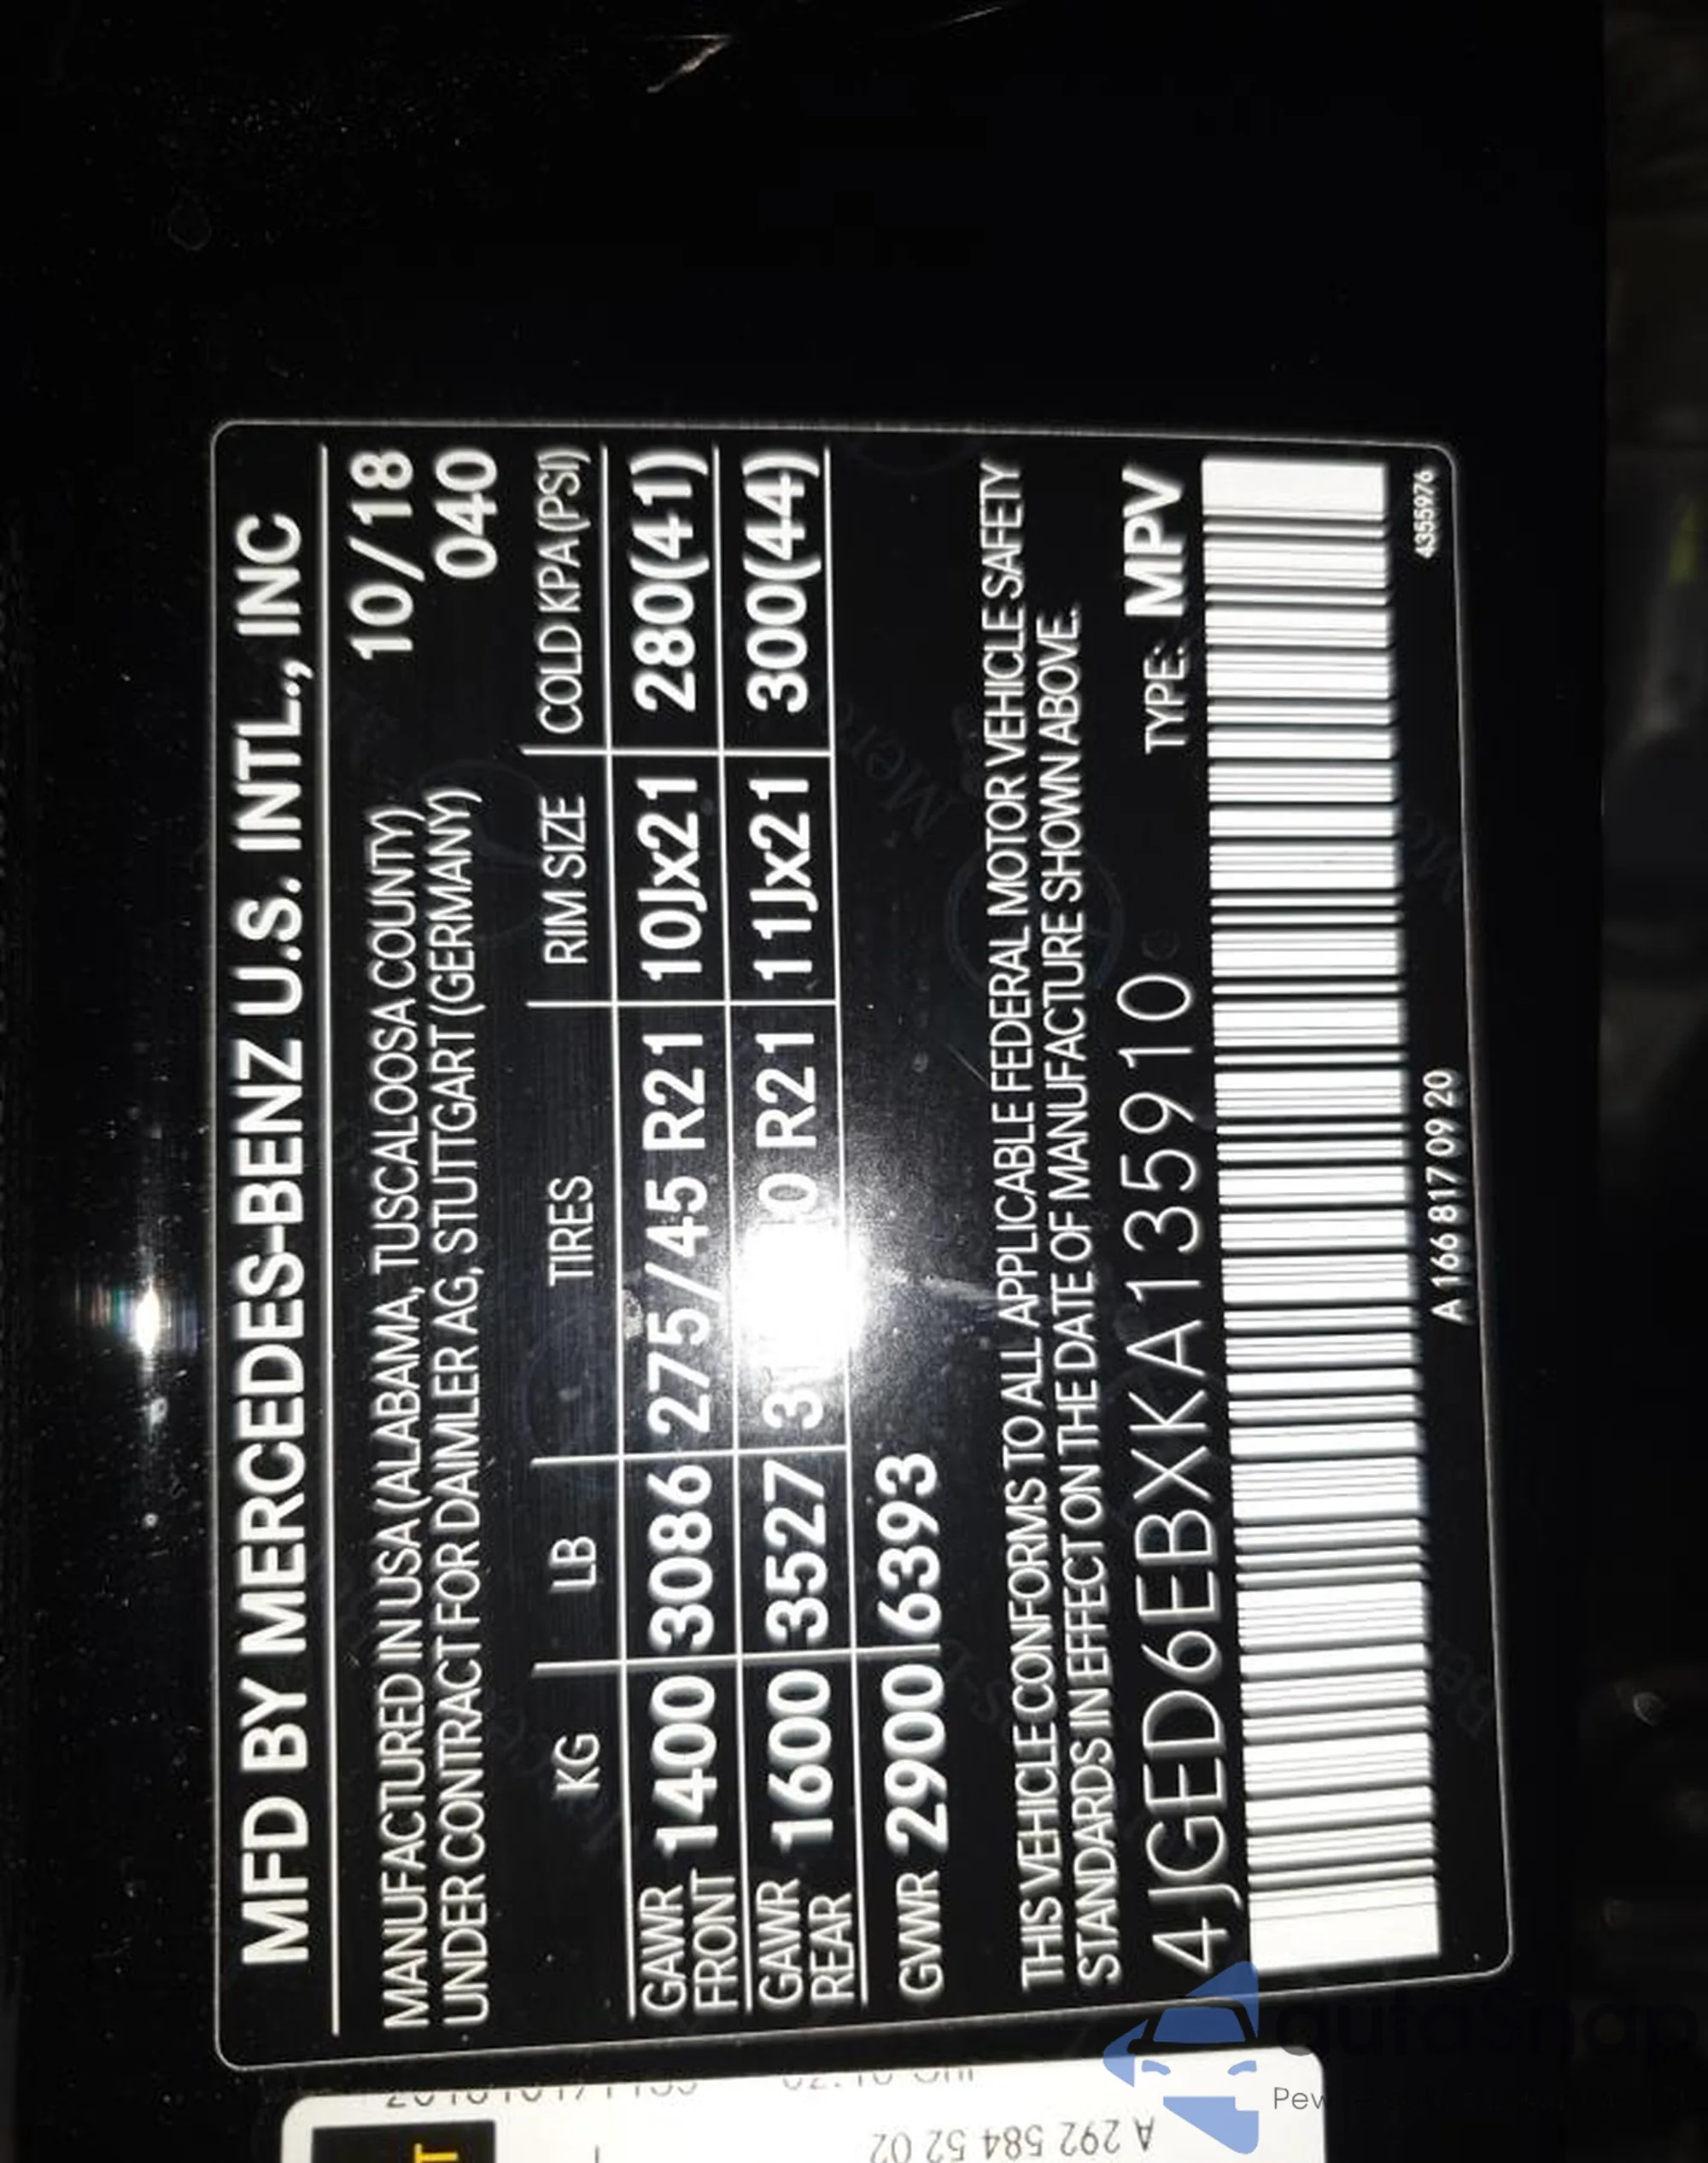 MFD BY MERCEDES-BENZ U.S. INTL., INC
MANUFACTURED IN USA (ALABAMA, TUSCALOOSA COUNTY) 10/18
UNDER CONTRACT FOR DAIMLER AG, STUTTGART (GERMANY) 040
KG LB TIRES RIM SIZE COLD KPA (PSI)
GAWR FRONT 1400 3086 275/45 R21 10Jx21 280(41)
GAWR REAR 1600 3527 R21 11Jx21 300(44)
GVWR 2900 6393
THIS VEHICLE CONFORMS TO ALL APPLICABLE FEDERAL MOTOR VEHICLE SAFETY
STANDARDS IN EFFECT ON THE DATE OF MANUFACTURE SHOWN ABOVE.
4JGED6EBXKA135910 TYPE: MPV
A 166 817 09 20 4355976
A 292 584 52 02